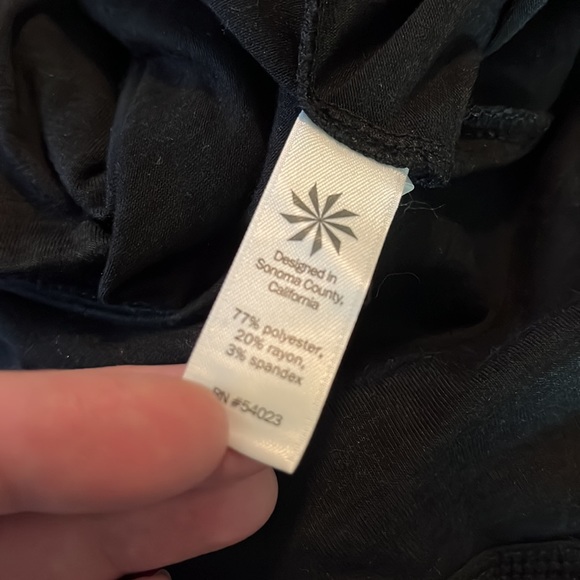 Designed in
Sonoma County,
California
77% polyester,
20% rayon,
3% spandex
RN #54023